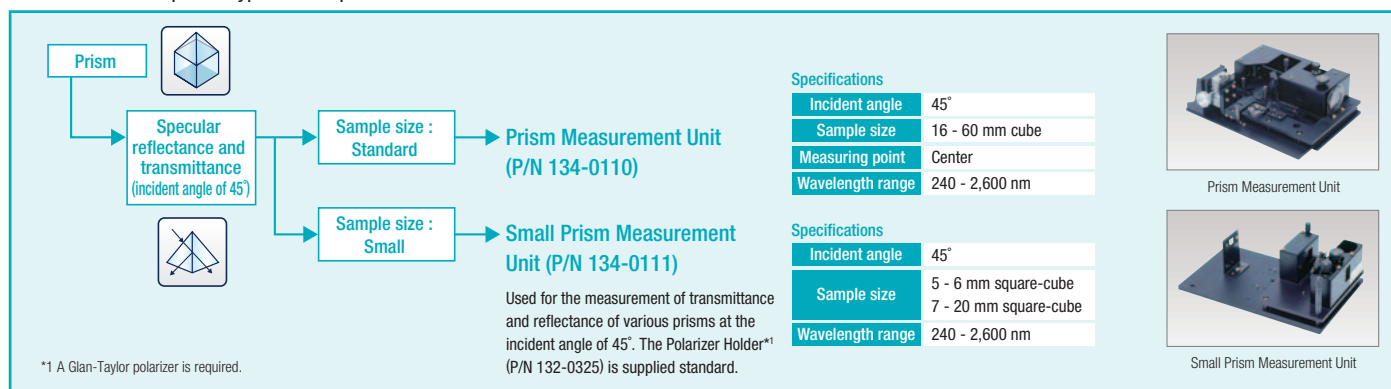 Prism
Specular
reflectance and
transmittance
(incident angle of 45˚)
Sample size :
Standard
Prism Measurement Unit
(P/N 134-0110)
Sample size :
Small
Small Prism Measurement
Unit (P/N 134-0111)
Used for the measurement of transmittance
and reflectance of various prisms at the
incident angle of 45˚. The Polarizer Holder*1
(P/N 132-0325) is supplied standard.
*1 A Glan-Taylor polarizer is required.
Specifications
Incident angle 45˚
Sample size 16 - 60 mm cube
Measuring point Center
Wavelength range 240 - 2,600 nm
Specifications
Incident angle 45˚
Sample size 5 - 6 mm square-cube
7 - 20 mm square-cube
Wavelength range 240 - 2,600 nm
Prism Measurement Unit
Small Prism Measurement Unit